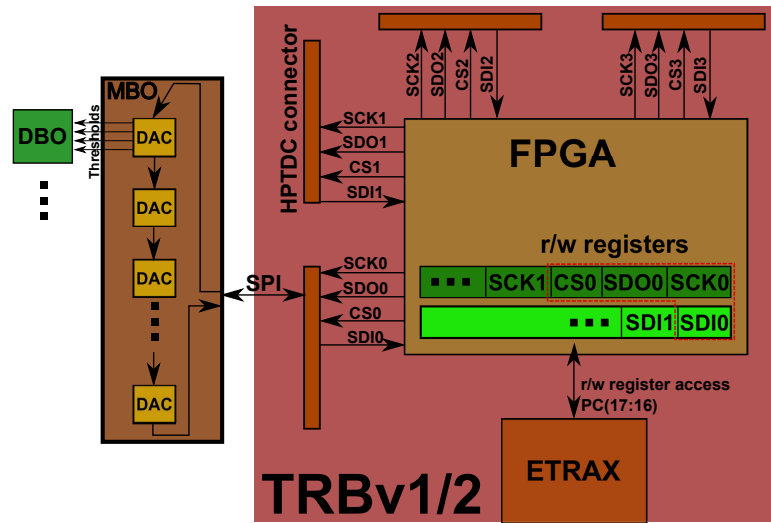 SCK2
SDO2
CS2
SDI2
SCK3
SDO3
CS3
SDI3
MBO
DBO
Thresholds
DAC
DAC
DAC
DAC
HPTDC connector
SCK1
SDO1
CS1
SDI1
FPGA
r/w registers
SCK1 CS0 SDO0 SCK0
SDI1 SDI0
SPI
SCK0
SDO0
CS0
SDI0
r/w register access
PC(17:16)
ETRAX
TRBv1/2